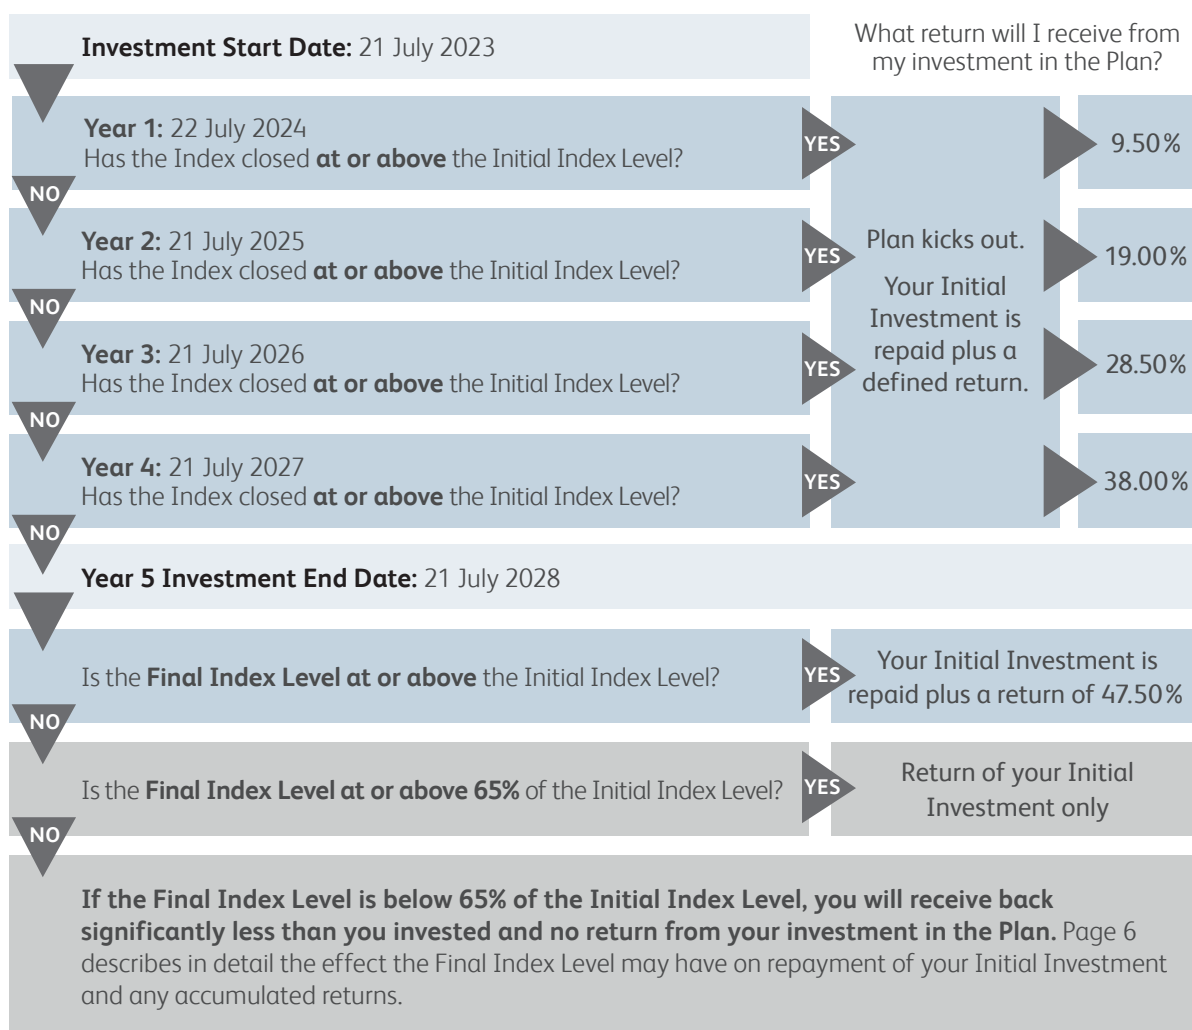 Investment Start Date: 21 July 2023
What return will I receive from
my investment in the Plan?
Year 1: 22 July 2024
Has the Index closed at or above the Initial Index Level?
YES
9.50%
NO
Year 2: 21 July 2025
Has the Index closed at or above the Initial Index Level?
YES
19.00%
NO
Year 3: 21 July 2026
Has the Index closed at or above the Initial Index Level?
YES
28.50%
NO
Year 4: 21 July 2027
Has the Index closed at or above the Initial Index Level?
YES
38.00%
Plan kicks out.
Your Initial
Investment is
repaid plus a
defined return.
NO
Year 5 Investment End Date: 21 July 2028
Is the Final Index Level at or above the Initial Index Level?
YES
Your Initial Investment is
repaid plus a return of 47.50%
NO
Is the Final Index Level at or above 65% of the Initial Index Level?
YES
Return of your Initial
Investment only
NO
If the Final Index Level is below 65% of the Initial Index Level, you will receive back
significantly less than you invested and no return from your investment in the Plan. Page 6
describes in detail the effect the Final Index Level may have on repayment of your Initial Investment
and any accumulated returns.